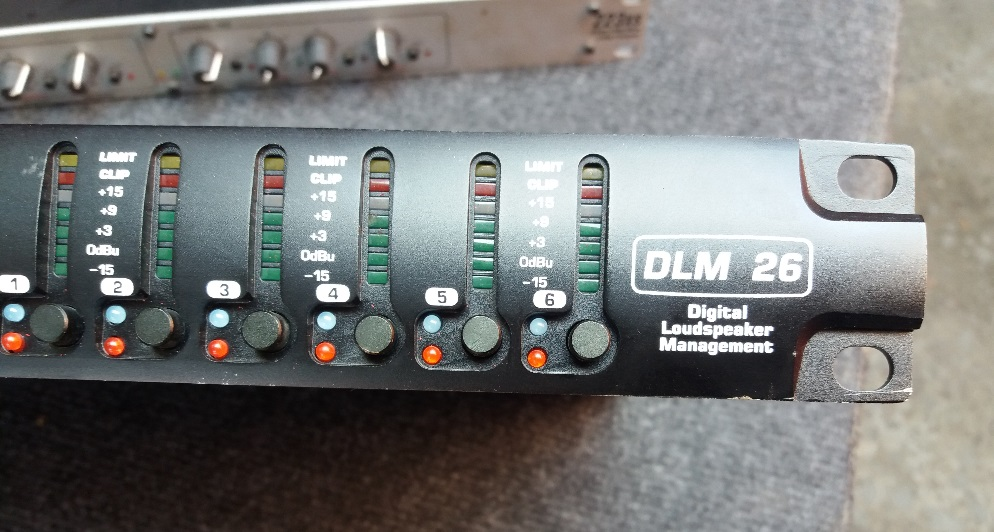 LIMIT
CLIP
+15
+9
+3
0dBu
-15
LIMIT
CLIP
+15
+9
+3
0dBu
-15
LIMIT
CLIP
+15
+9
+3
0dBu
-15
1
2
3
4
5
6
DLM 26
Digital
Loudspeaker
Management